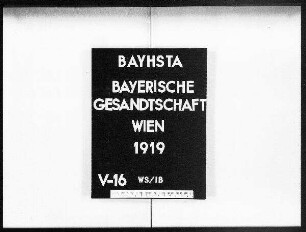 BAYHSTA
BAYERISCHE
GESANDTSCHAFT
WIEN
1919
V-16 WS/IB